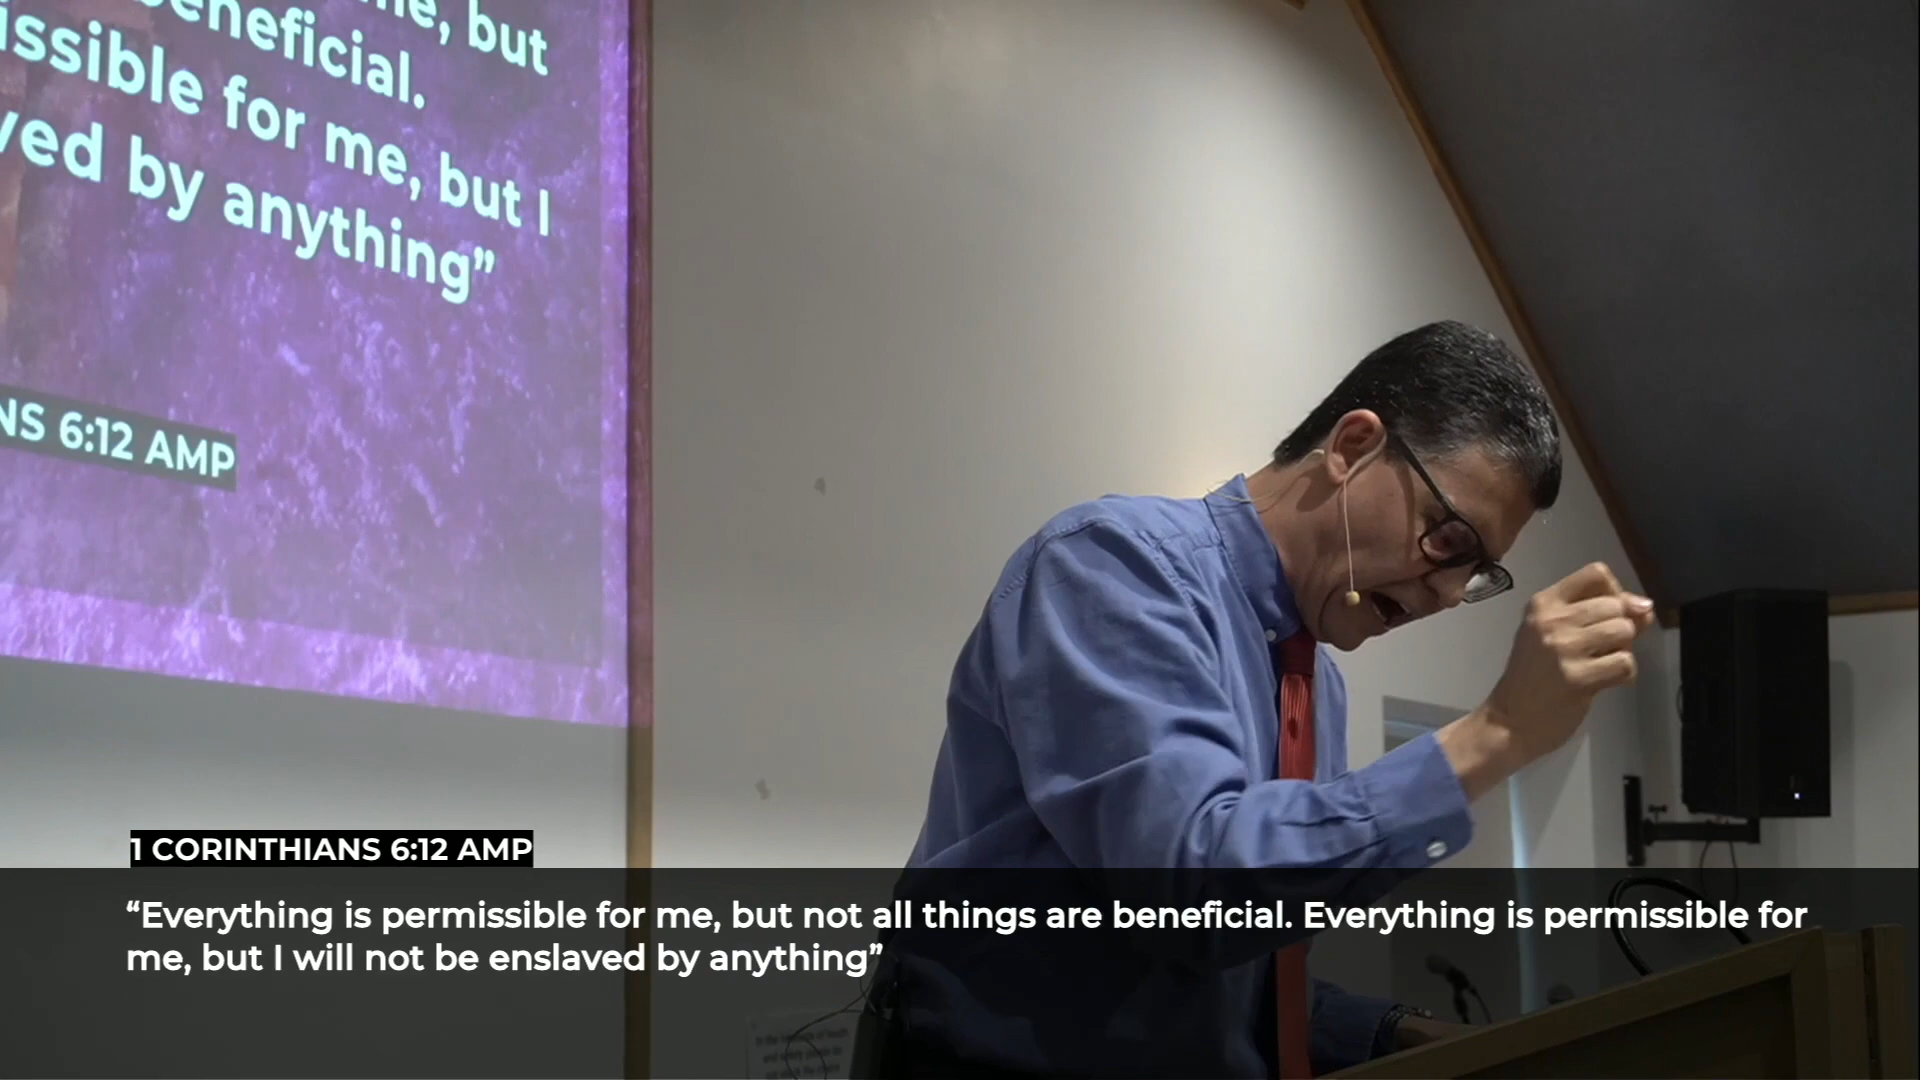 me, but
beneficial.
issible for me, but I
ved by anything”
NS 6:12 AMP
1 CORINTHIANS 6:12 AMP
“Everything is permissible for me, but not all things are beneficial. Everything is permissible for
me, but I will not be enslaved by anything”